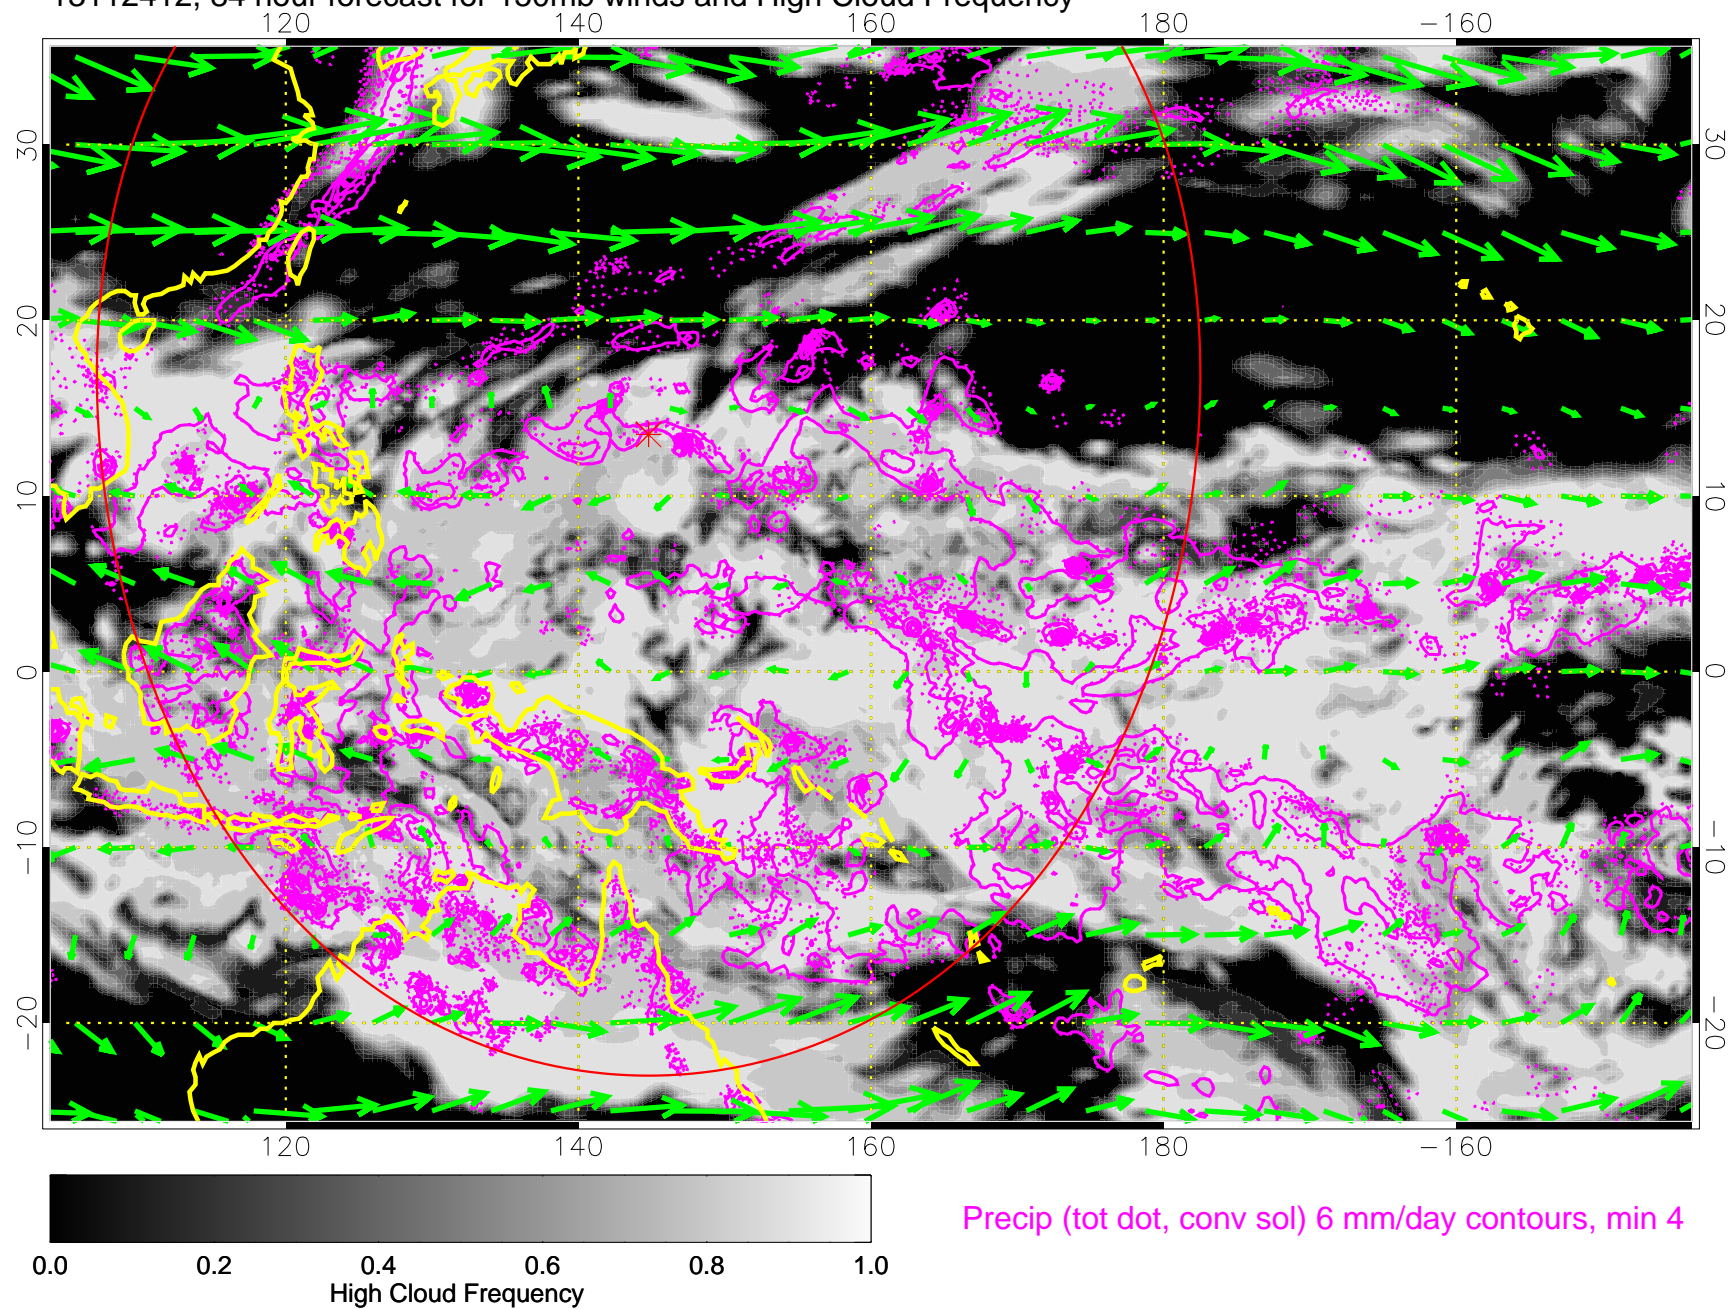 120 140 160 180 −160
30 30
20 20
10 10
0 0
−10 −10
−20 −20
120 140 160 180 −160
Precip (tot dot, conv sol) 6 mm/day contours, min 4
0.0 0.2 0.4 0.6 0.8 1.0
High Cloud Frequency